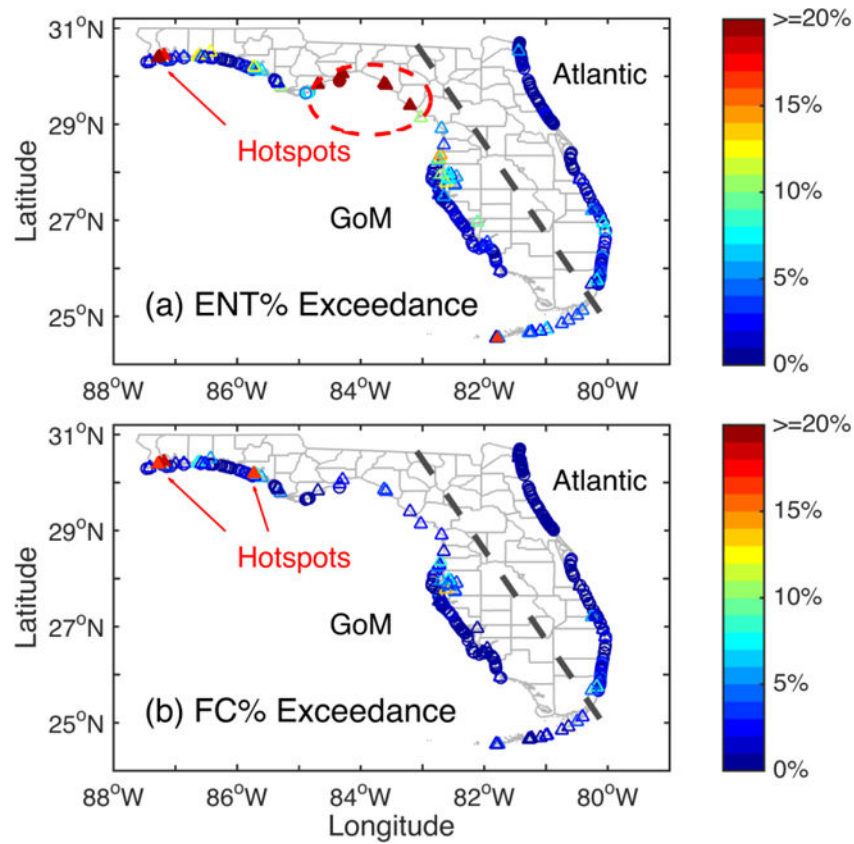 31°N
29°N
27°N
25°N
Latitude
Atlantic
Hotspots
GoM
(a) ENT% Exceedance
88°W 86°W 84°W 82°W 80°W
>=20%
15%
10%
5%
0%
31°N
29°N
27°N
25°N
Latitude
Atlantic
Hotspots
GoM
(b) FC% Exceedance
88°W 86°W 84°W 82°W 80°W
Longitude
>=20%
15%
10%
5%
0%